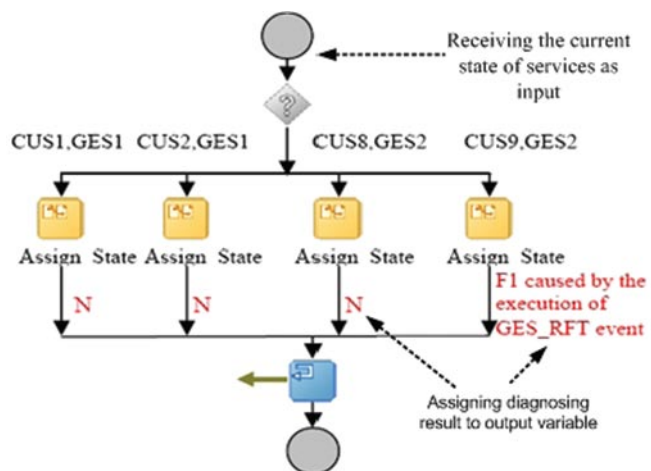 Receiving the current
state of services as
input
?
CUS1,GES1 CUS2,GES1 CUS8,GES2 CUS9,GES2
Assign State Assign State Assign State Assign State
N N N
F1 caused by the
execution of
GES_RFT event
Assigning diagnosing
result to output variable